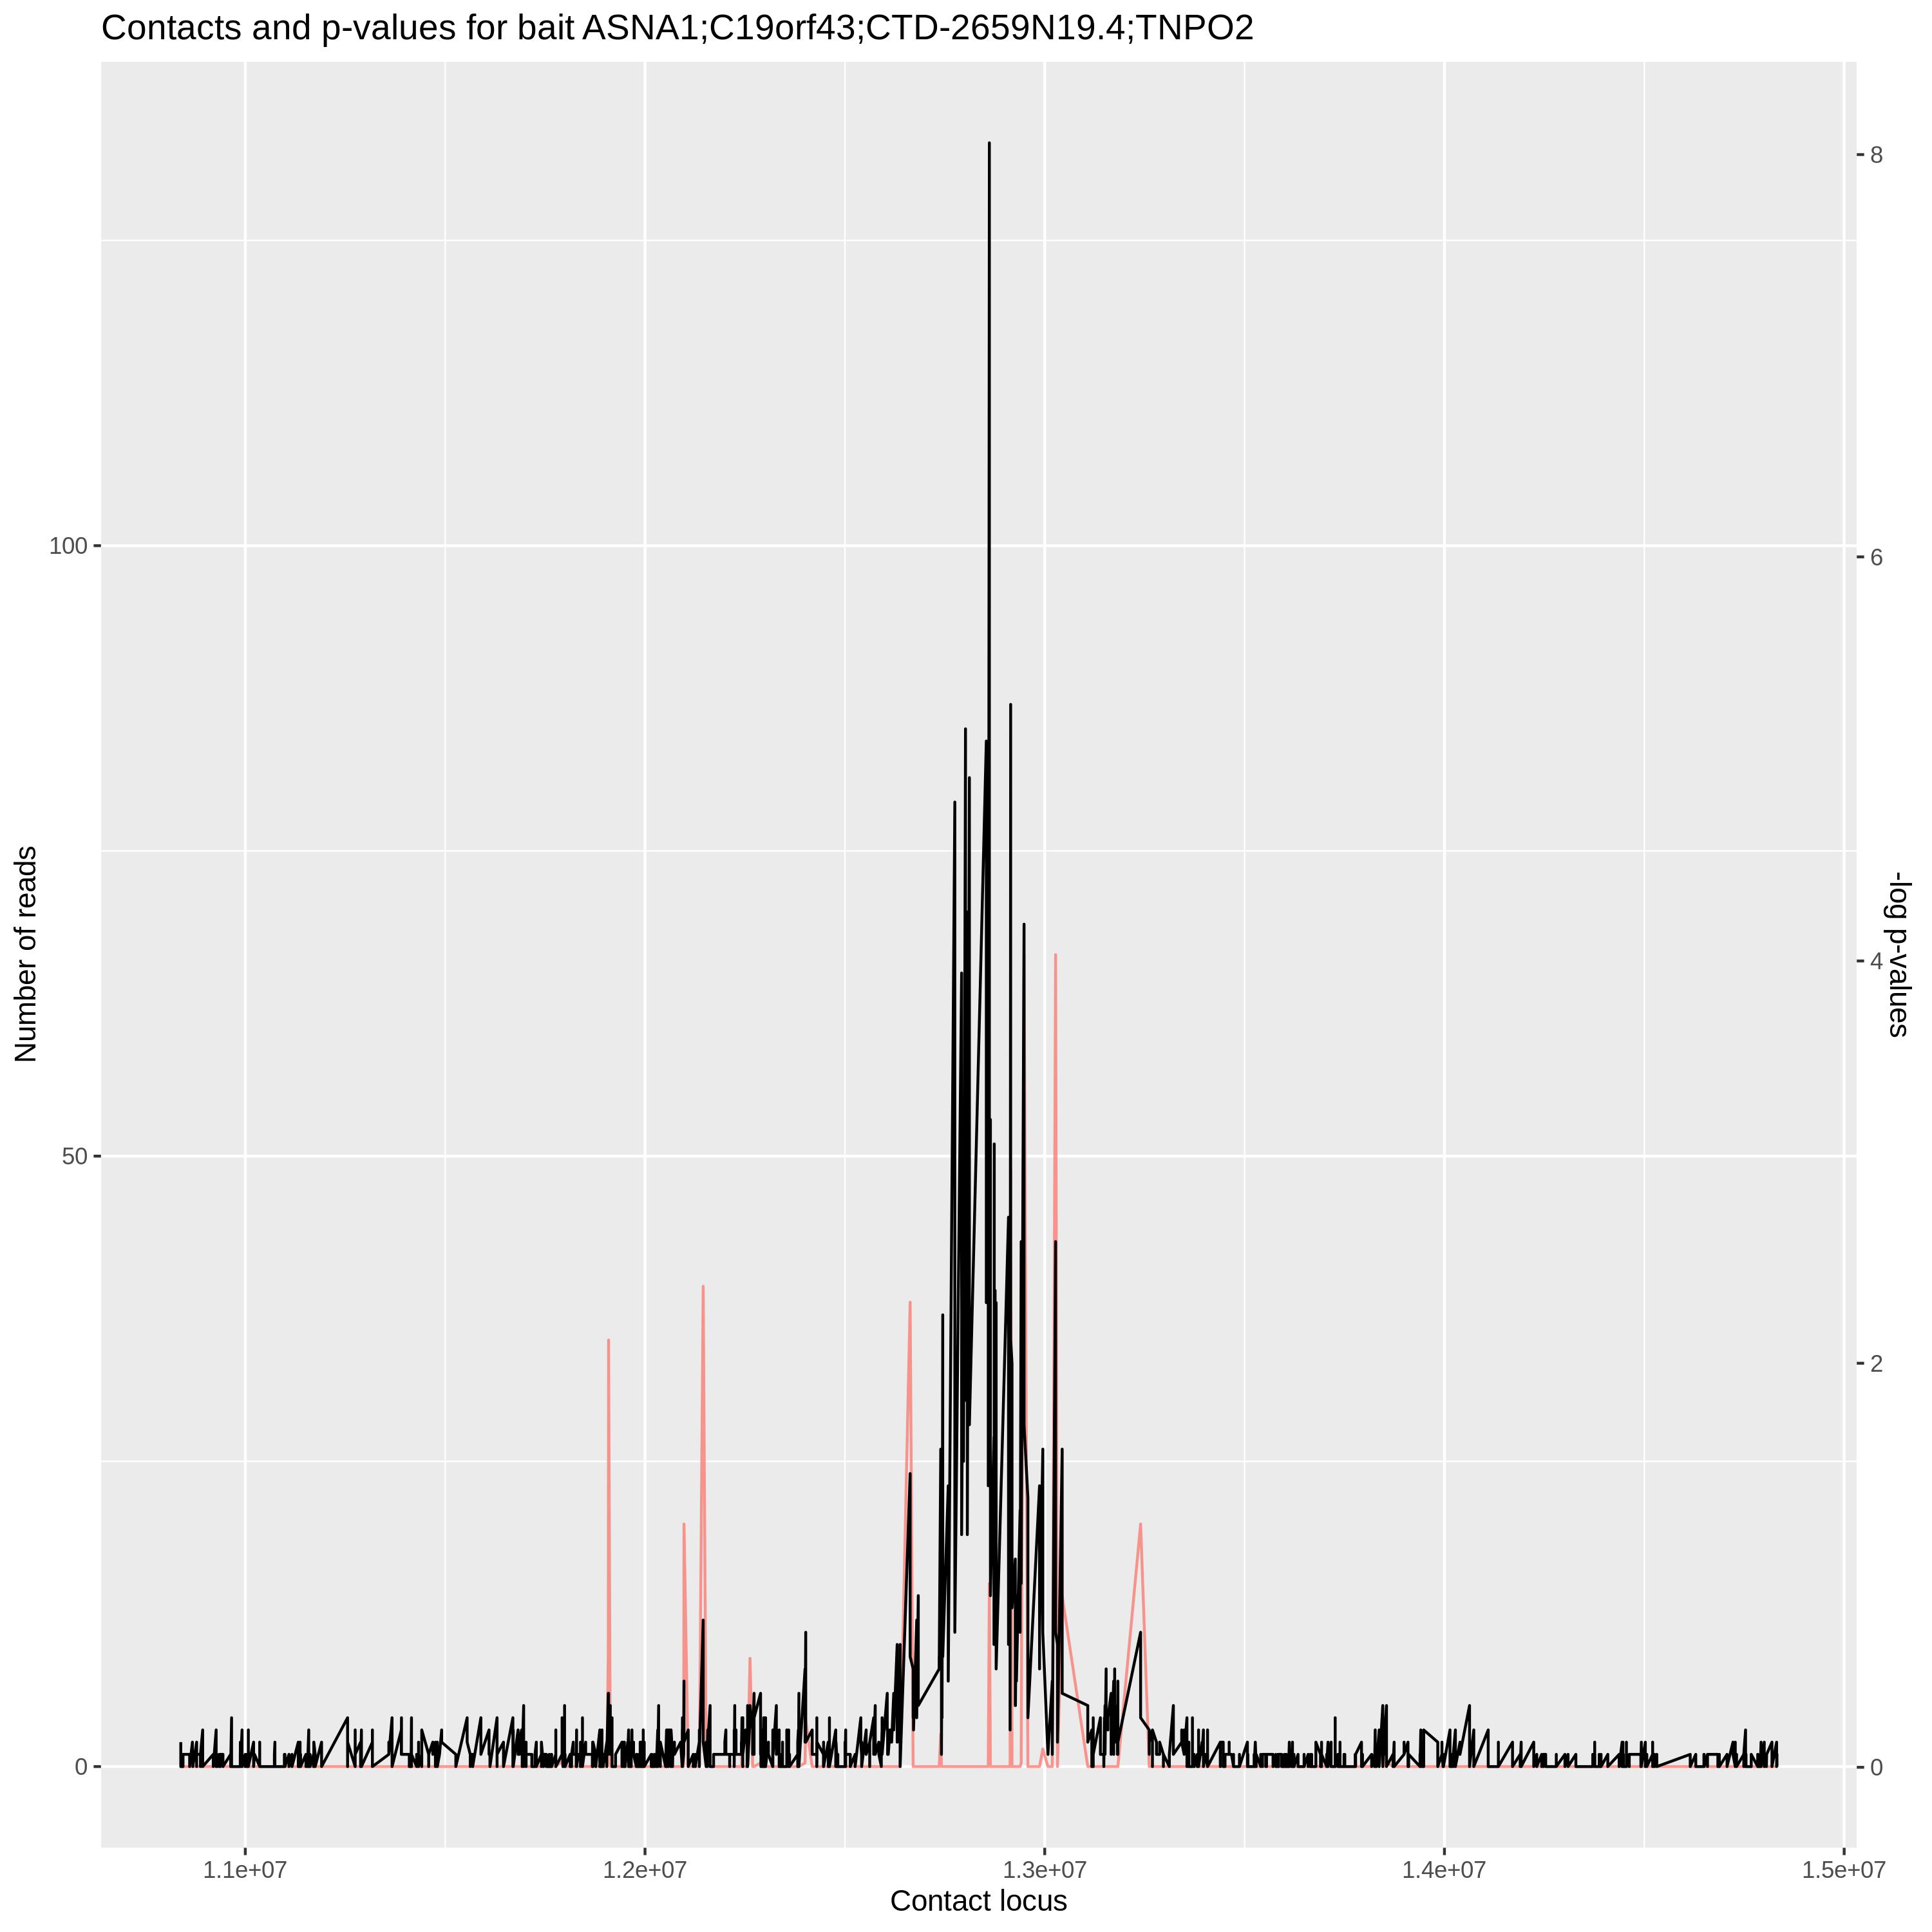 Contacts and p-values for bait ASNA1;C19orf43;CTD-2659N19.4;TNPO2
8
100
6
Number of reads
-log p-values
4
50
2
0
0
1.1e+07
1.2e+07
1.3e+07
1.4e+07
1.5e+07
Contact locus